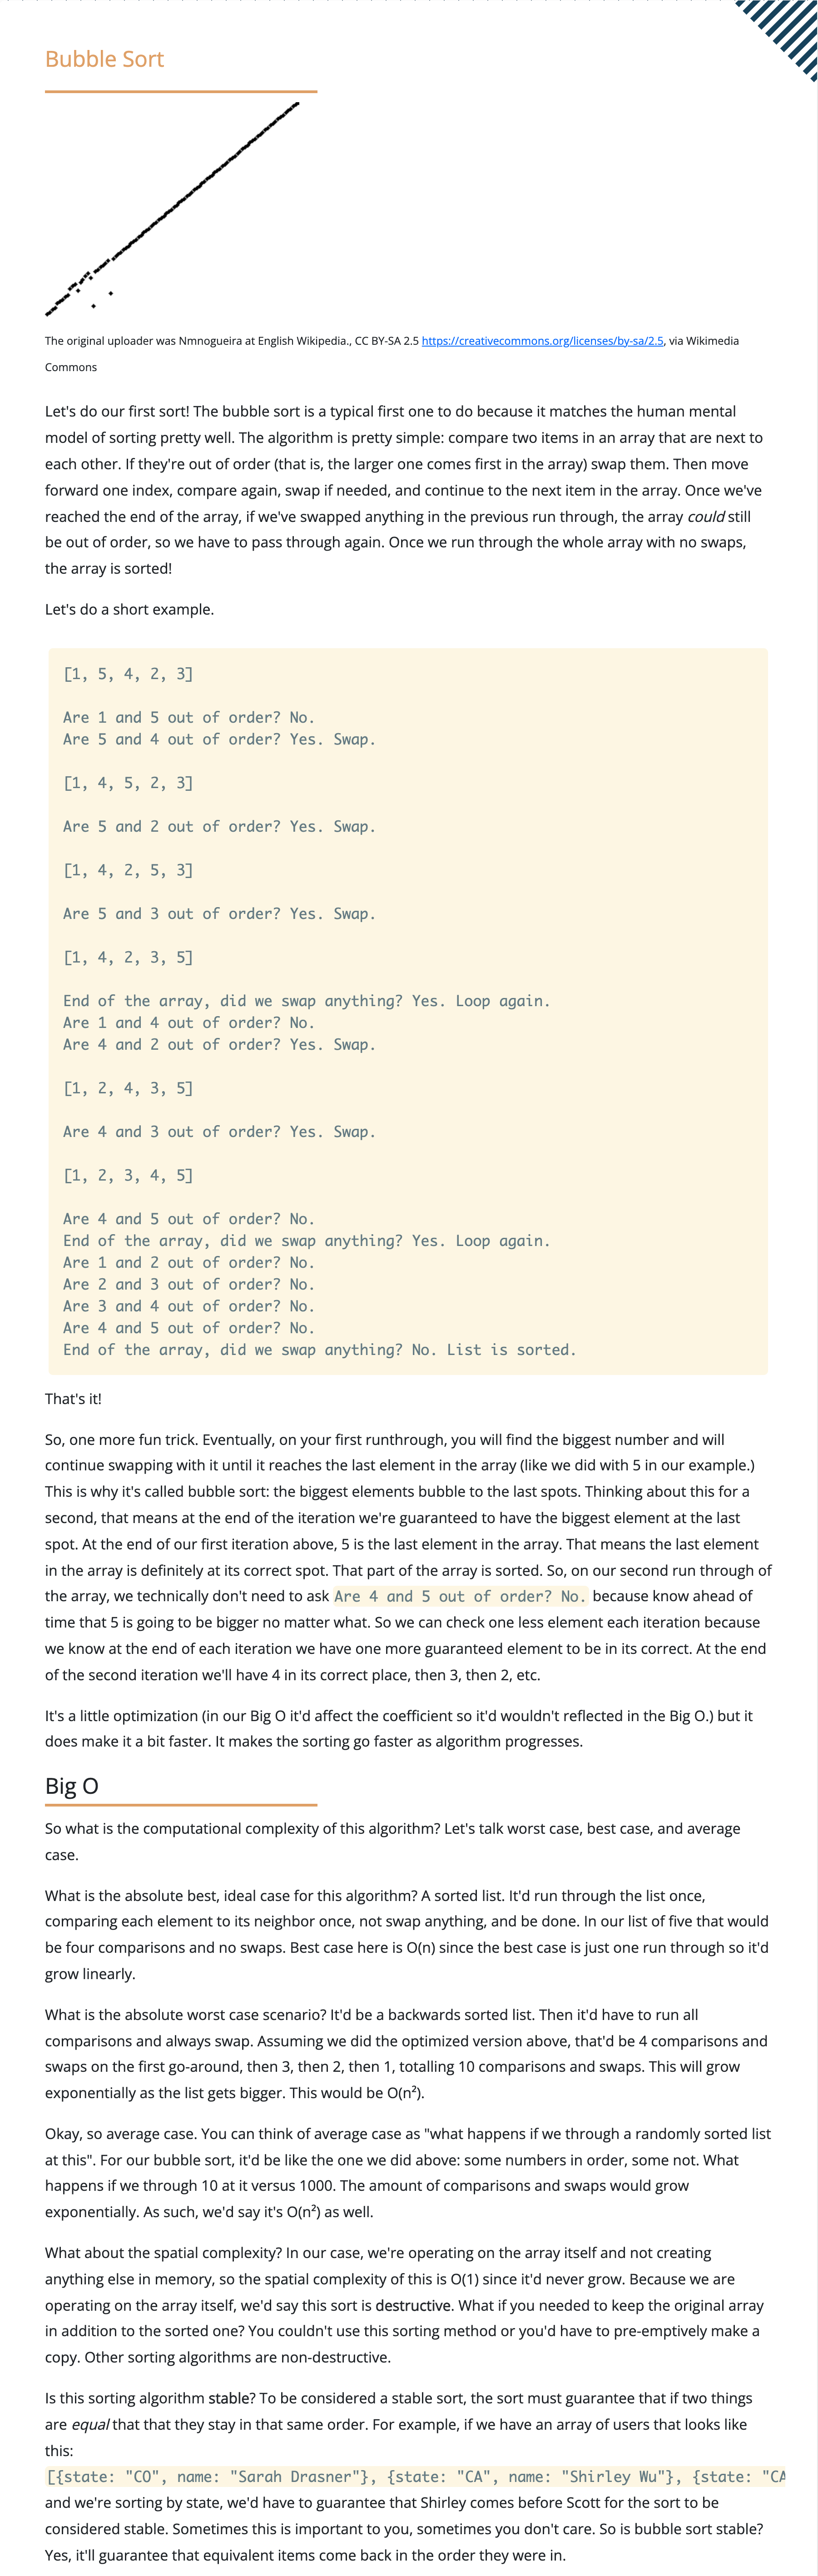 Bubble Sort
The original uploader was Nmnogueira at English Wikipedia., CC BY-SA 2.5 https://creativecommons.org/licenses/by-sa/2.5, via Wikimedia
Commons
Let's do our first sort! The bubble sort is a typical first one to do because it matches the human mental
model of sorting pretty well. The algorithm is pretty simple: compare two items in an array that are next to
each other. If they're out of order (that is, the larger one comes first in the array) swap them. Then move
forward one index, compare again, swap if needed, and continue to the next item in the array. Once we've
reached the end of the array, if we've swapped anything in the previous run through, the array could still
be out of order, so we have to pass through again. Once we run through the whole array with no swaps,
the array is sorted!
Let's do a short example.
[1, 5, 4, 2, 3]
Are 1 and 5 out of order? No.
Are 5 and 4 out of order? Yes. Swap.
[1, 4, 5, 2, 3]
Are 5 and 2 out of order? Yes. Swap.
[1, 4, 2, 5, 3]
Are 5 and 3 out of order? Yes. Swap.
[1, 4, 2, 3, 5]
End of the array, did we swap anything? Yes. Loop again.
Are 1 and 4 out of order? No.
Are 4 and 2 out of order? Yes. Swap.
[1, 2, 4, 3, 5]
Are 4 and 3 out of order? Yes. Swap.
[1, 2, 3, 4, 5]
Are 4 and 5 out of order? No.
End of the array, did we swap anything? Yes. Loop again.
Are 1 and 2 out of order? No.
Are 2 and 3 out of order? No.
Are 3 and 4 out of order? No.
Are 4 and 5 out of order? No.
End of the array, did we swap anything? No. List is sorted.
That's it!
So, one more fun trick. Eventually, on your first runthrough, you will find the biggest number and will
continue swapping with it until it reaches the last element in the array (like we did with 5 in our example.)
This is why it's called bubble sort: the biggest elements bubble to the last spots. Thinking about this for a
second, that means at the end of the iteration we're guaranteed to have the biggest element at the last
spot. At the end of our first iteration above, 5 is the last element in the array. That means the last element
in the array is definitely at its correct spot. That part of the array is sorted. So, on our second run through of
the array, we technically don't need to ask Are 4 and 5 out of order? No. because know ahead of
time that 5 is going to be bigger no matter what. So we can check one less element each iteration because
we know at the end of each iteration we have one more guaranteed element to be in its correct. At the end
of the second iteration we'll have 4 in its correct place, then 3, then 2, etc.
It's a little optimization (in our Big O it'd affect the coefficient so it'd wouldn't reflected in the Big O.) but it
does make it a bit faster. It makes the sorting go faster as algorithm progresses.
Big O
So what is the computational complexity of this algorithm? Let's talk worst case, best case, and average
case.
What is the absolute best, ideal case for this algorithm? A sorted list. It'd run through the list once,
comparing each element to its neighbor once, not swap anything, and be done. In our list of five that would
be four comparisons and no swaps. Best case here is O(n) since the best case is just one run through so it'd
grow linearly.
What is the absolute worst case scenario? It'd be a backwards sorted list. Then it'd have to run all
comparisons and always swap. Assuming we did the optimized version above, that'd be 4 comparisons and
swaps on the first go-around, then 3, then 2, then 1, totalling 10 comparisons and swaps. This will grow
exponentially as the list gets bigger. This would be O(n²).
Okay, so average case. You can think of average case as "what happens if we through a randomly sorted list
at this". For our bubble sort, it'd be like the one we did above: some numbers in order, some not. What
happens if we through 10 at it versus 1000. The amount of comparisons and swaps would grow
exponentially. As such, we'd say it's O(n²) as well.
What about the spatial complexity? In our case, we're operating on the array itself and not creating
anything else in memory, so the spatial complexity of this is O(1) since it'd never grow. Because we are
operating on the array itself, we'd say this sort is destructive. What if you needed to keep the original array
in addition to the sorted one? You couldn't use this sorting method or you'd have to pre-emptively make a
copy. Other sorting algorithms are non-destructive.
Is this sorting algorithm stable? To be considered a stable sort, the sort must guarantee that if two things
are equal that that they stay in that same order. For example, if we have an array of users that looks like
this:
[{state: "CO", name: "Sarah Drasner"}, {state: "CA", name: "Shirley Wu"}, {state: "CA
and we're sorting by state, we'd have to guarantee that Shirley comes before Scott for the sort to be
considered stable. Sometimes this is important to you, sometimes you don't care. So is bubble sort stable?
Yes, it'll guarantee that equivalent items come back in the order they were in.